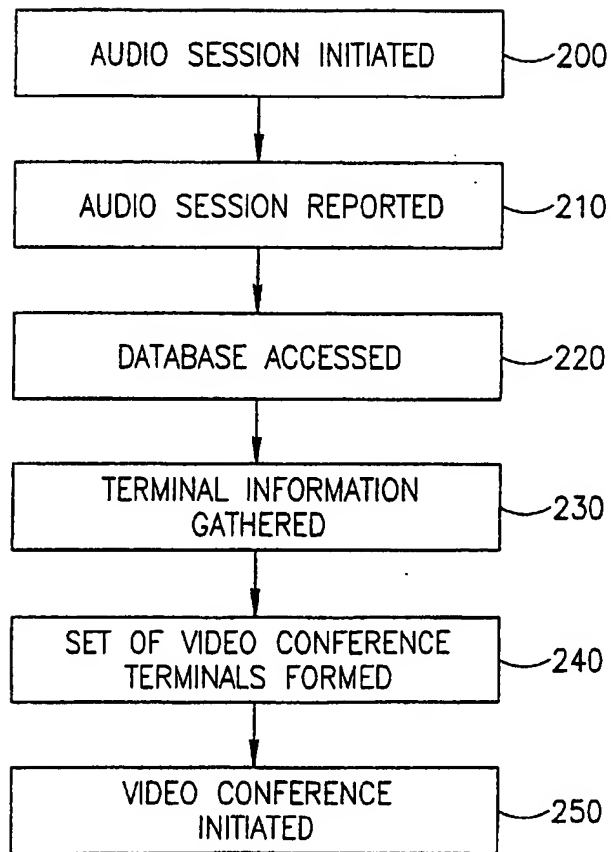 AUDIO SESSION INITIATED
200
AUDIO SESSION REPORTED
210
DATABASE ACCESSED
220
TERMINAL INFORMATION
GATHERED
230
SET OF VIDEO CONFERENCE
TERMINALS FORMED
240
VIDEO CONFERENCE
INITIATED
250